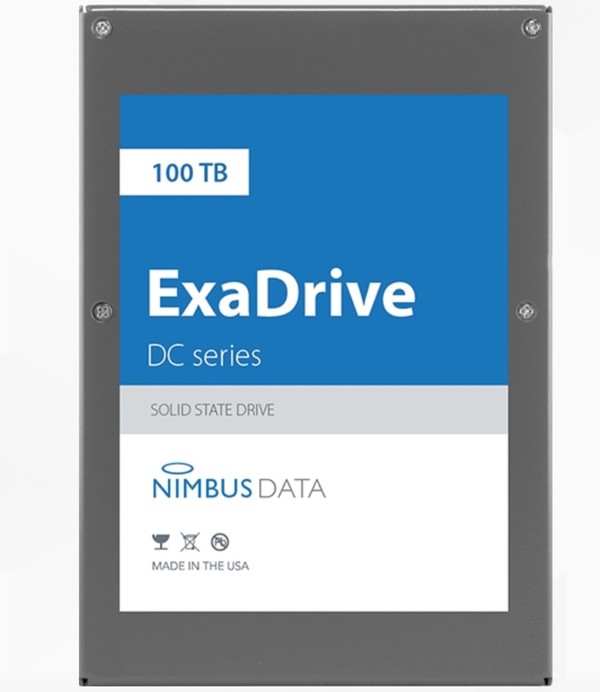 100 TB
ExaDrive
DC series
SOLID STATE DRIVE
NIMBUS DATA
MADE IN THE USA